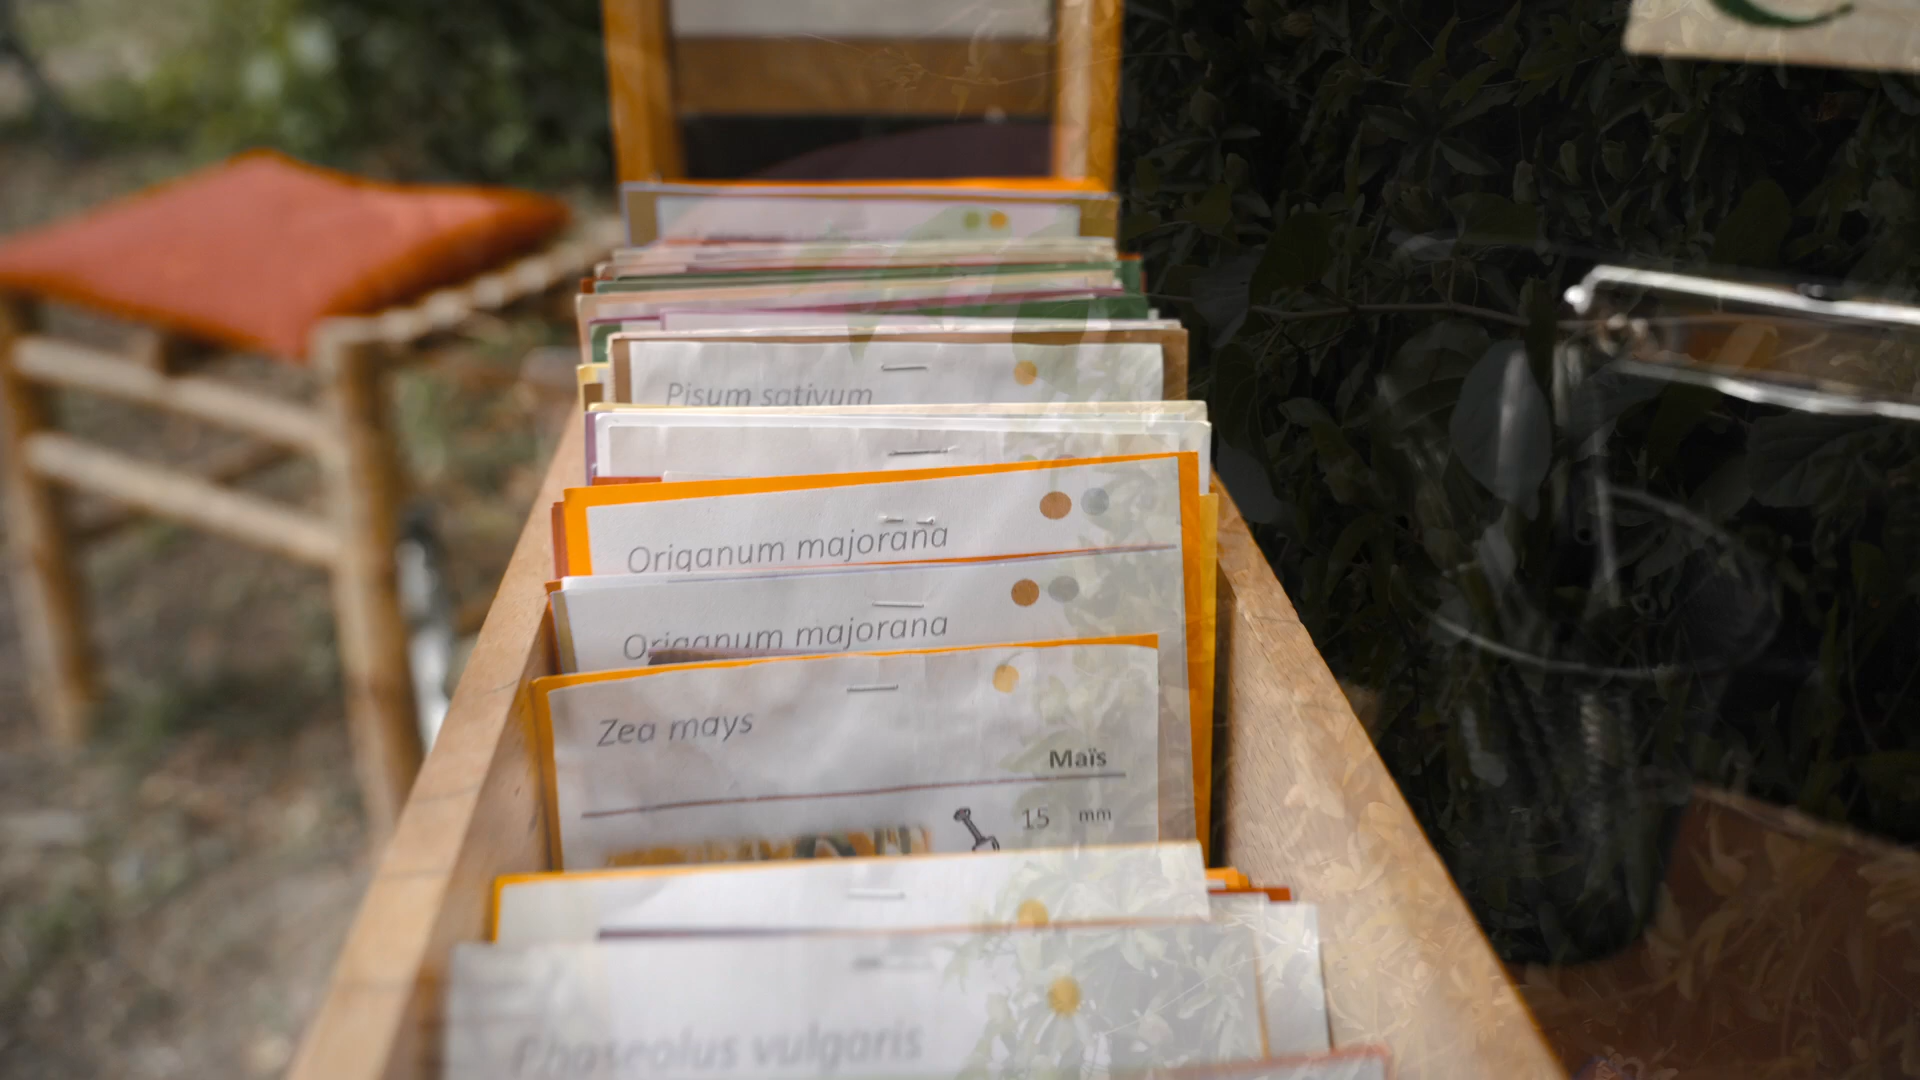 Pisum sativum
Origanum majorana
Origanum majorana
Zea mays
Maïs
15 mm
Phaseolus vulgaris